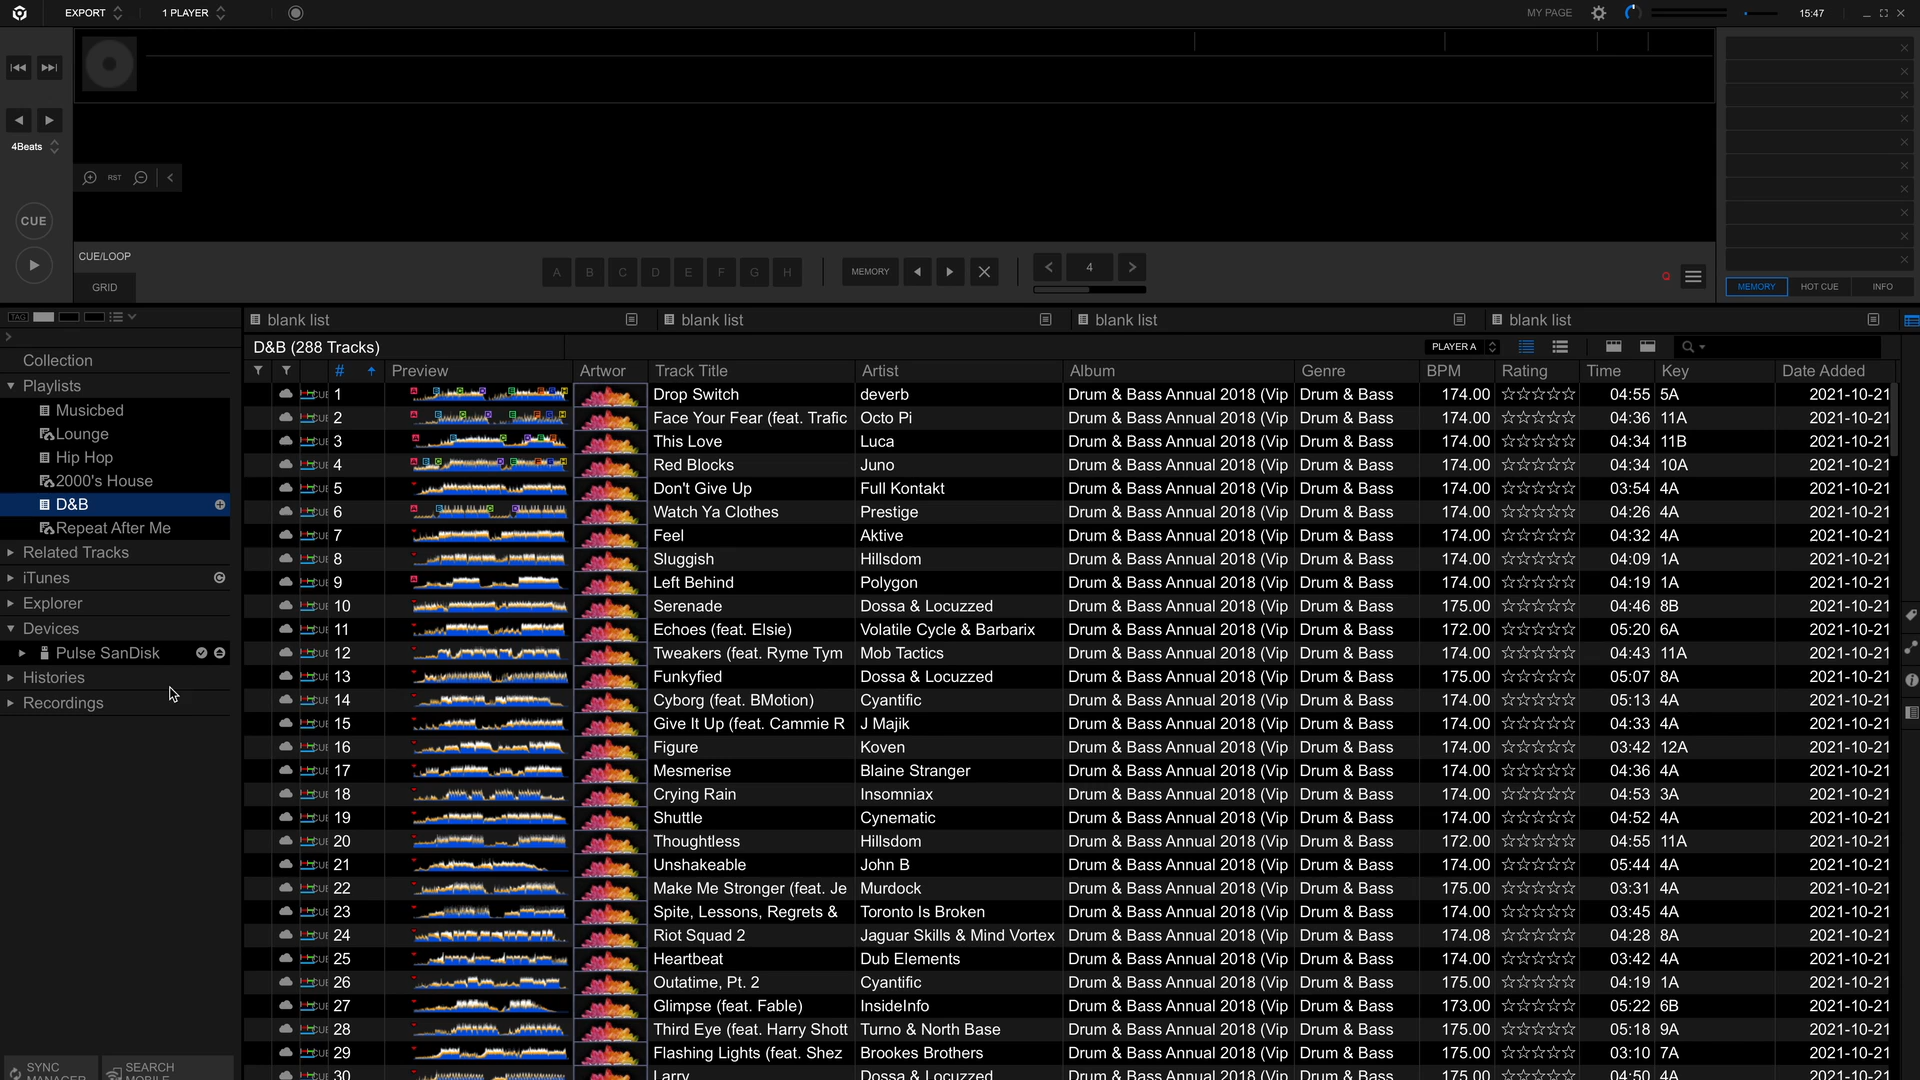 EXPORT 1 PLAYER MY PAGE 15:47
4Beats
RST
CUE
CUE/LOOP
GRID
A B C D E F G H MEMORY 4
MEMORY HOT CUE INFO
TAG
blank list blank list blank list blank list
D&B (288 Tracks) PLAYER A
# Preview Artwor Track Title Artist Album Genre BPM Rating Time Key Date Added
Collection
Playlists
Musicbed
Lounge
Hip Hop
2000's House
D&B
Repeat After Me
Related Tracks
iTunes
Explorer
Devices
Pulse SanDisk
Histories
Recordings
SYNC MANAGER
SEARCH MOBILE
1 Drop Switch deverb Drum & Bass Annual 2018 (Vip Drum & Bass 174.00 04:55 5A 2021-10-21
2 Face Your Fear (feat. Trafic Octo Pi Drum & Bass Annual 2018 (Vip Drum & Bass 174.00 04:36 11A 2021-10-21
3 This Love Luca Drum & Bass Annual 2018 (Vip Drum & Bass 174.00 04:34 11B 2021-10-21
4 Red Blocks Juno Drum & Bass Annual 2018 (Vip Drum & Bass 174.00 04:34 10A 2021-10-21
5 Don't Give Up Full Kontakt Drum & Bass Annual 2018 (Vip Drum & Bass 174.00 03:54 4A 2021-10-21
6 Watch Ya Clothes Prestige Drum & Bass Annual 2018 (Vip Drum & Bass 174.00 04:26 4A 2021-10-21
7 Feel Aktive Drum & Bass Annual 2018 (Vip Drum & Bass 174.00 04:32 4A 2021-10-21
8 Sluggish Hillsdom Drum & Bass Annual 2018 (Vip Drum & Bass 174.00 04:09 1A 2021-10-21
9 Left Behind Polygon Drum & Bass Annual 2018 (Vip Drum & Bass 174.00 04:19 1A 2021-10-21
10 Serenade Dossa & Locuzzed Drum & Bass Annual 2018 (Vip Drum & Bass 175.00 04:46 8B 2021-10-21
11 Echoes (feat. Elsie) Volatile Cycle & Barbarix Drum & Bass Annual 2018 (Vip Drum & Bass 172.00 05:20 6A 2021-10-21
12 Tweakers (feat. Ryme Tym Mob Tactics Drum & Bass Annual 2018 (Vip Drum & Bass 174.00 04:43 11A 2021-10-21
13 Funkyfied Dossa & Locuzzed Drum & Bass Annual 2018 (Vip Drum & Bass 175.00 05:07 8A 2021-10-21
14 Cyborg (feat. BMotion) Cyantific Drum & Bass Annual 2018 (Vip Drum & Bass 174.00 05:13 4A 2021-10-21
15 Give It Up (feat. Cammie R J Majik Drum & Bass Annual 2018 (Vip Drum & Bass 174.00 04:33 4A 2021-10-21
16 Figure Koven Drum & Bass Annual 2018 (Vip Drum & Bass 174.00 03:42 12A 2021-10-21
17 Mesmerise Blaine Stranger Drum & Bass Annual 2018 (Vip Drum & Bass 174.00 04:36 4A 2021-10-21
18 Crying Rain Insomniax Drum & Bass Annual 2018 (Vip Drum & Bass 174.00 04:53 3A 2021-10-21
19 Shuttle Cynematic Drum & Bass Annual 2018 (Vip Drum & Bass 174.00 04:52 4A 2021-10-21
20 Thoughtless Hillsdom Drum & Bass Annual 2018 (Vip Drum & Bass 172.00 04:55 11A 2021-10-21
21 Unshakeable John B Drum & Bass Annual 2018 (Vip Drum & Bass 174.00 05:44 4A 2021-10-21
22 Make Me Stronger (feat. Je Murdock Drum & Bass Annual 2018 (Vip Drum & Bass 175.00 03:31 4A 2021-10-21
23 Spite, Lessons, Regrets & Toronto Is Broken Drum & Bass Annual 2018 (Vip Drum & Bass 174.00 03:45 4A 2021-10-21
24 Riot Squad 2 Jaguar Skills & Mind Vortex Drum & Bass Annual 2018 (Vip Drum & Bass 174.08 04:28 8A 2021-10-21
25 Heartbeat Dub Elements Drum & Bass Annual 2018 (Vip Drum & Bass 174.00 03:42 4A 2021-10-21
26 Outatime, Pt. 2 Cyantific Drum & Bass Annual 2018 (Vip Drum & Bass 175.00 04:19 1A 2021-10-21
27 Glimpse (feat. Fable) InsideInfo Drum & Bass Annual 2018 (Vip Drum & Bass 173.00 05:22 6B 2021-10-21
28 Third Eye (feat. Harry Shott Turno & North Base Drum & Bass Annual 2018 (Vip Drum & Bass 175.00 05:18 9A 2021-10-21
29 Flashing Lights (feat. Shez Brookes Brothers Drum & Bass Annual 2018 (Vip Drum & Bass 175.00 03:10 7A 2021-10-21
30 Larry Dossa & Locuzzed Drum & Bass Annual 2018 (Vip Drum & Bass 175.00 04:50 4A 2021-10-21